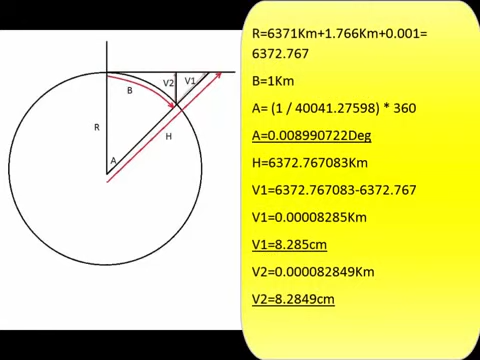 R=6371Km+1.766Km+0.001=
6372.767
B=1Km
A= (1 / 40041.27598) * 360
A=0.008990722Deg
H=6372.767083Km
V1=6372.767083-6372.767
V1=0.00008285Km
V1=8.285cm
V2=0.000082849Km
V2=8.2849cm
V2
V1
B
R
H
A